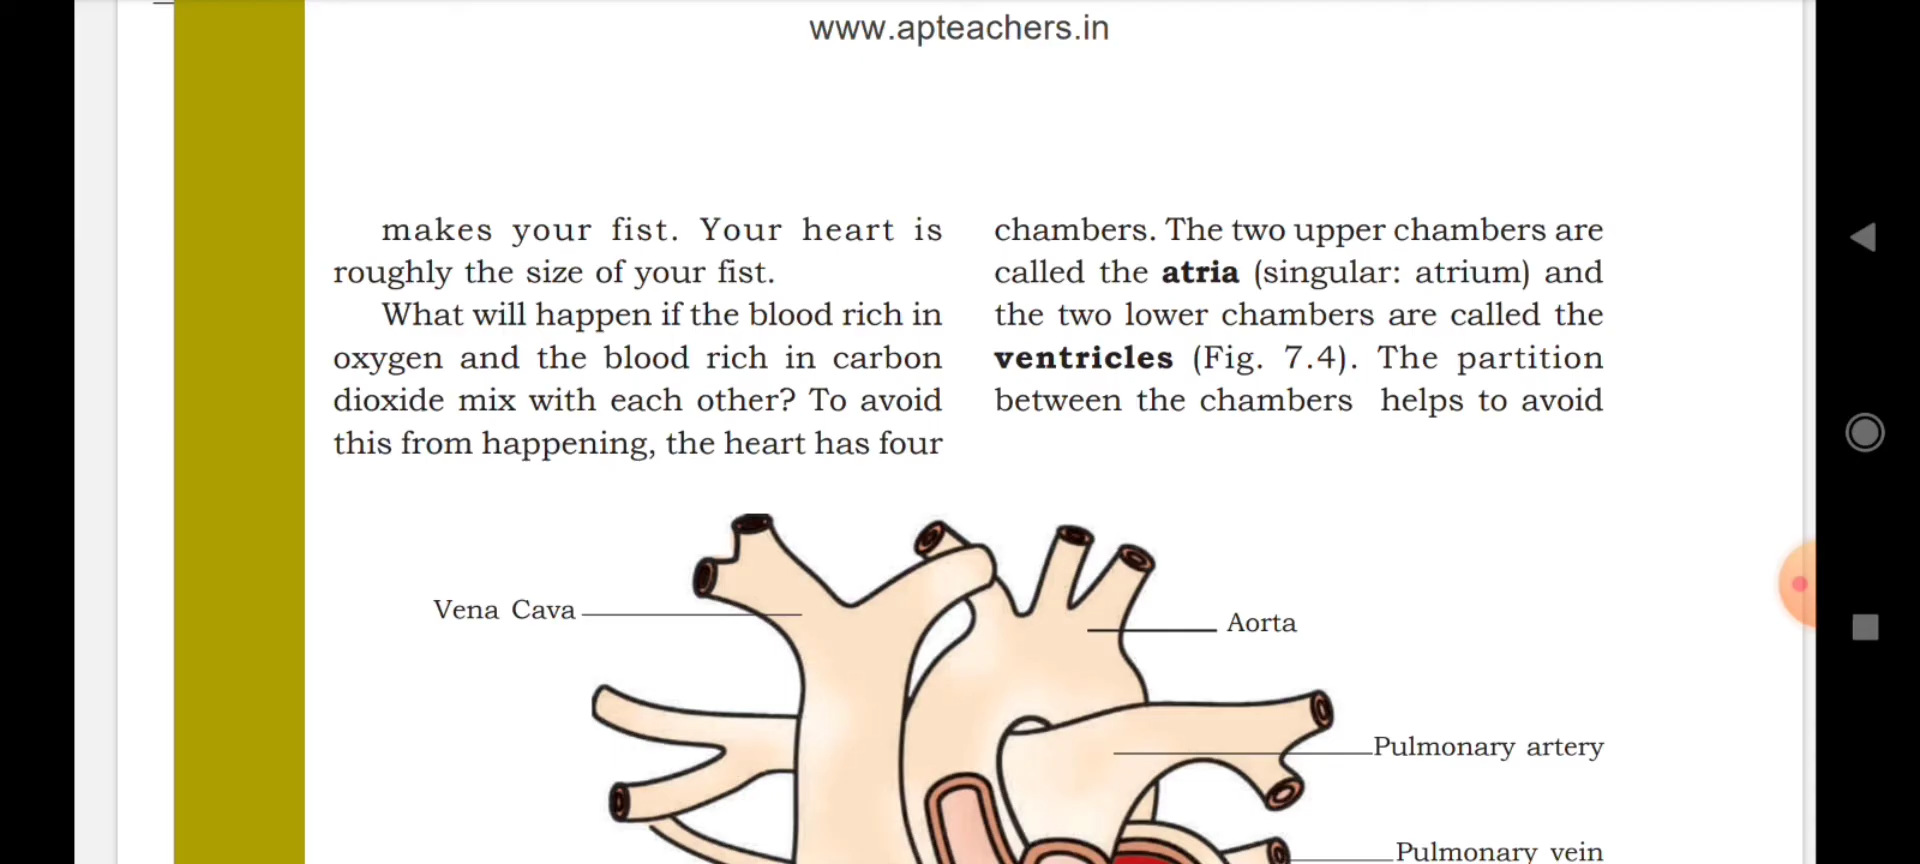 www.apteachers.in
makes your fist. Your heart is
roughly the size of your fist.
What will happen if the blood rich in
oxygen and the blood rich in carbon
dioxide mix with each other? To avoid
this from happening, the heart has four
chambers. The two upper chambers are
called the atria (singular: atrium) and
the two lower chambers are called the
ventricles (Fig. 7.4). The partition
between the chambers helps to avoid
Vena Cava
Aorta
Pulmonary artery
Pulmonary vein